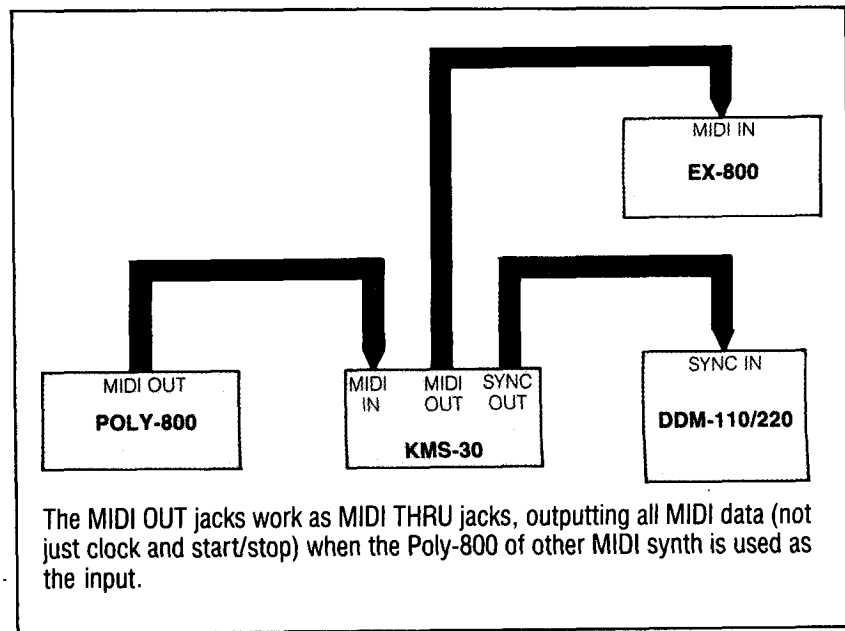 MIDI IN
EX-800
MIDI OUT
POLY-800
MIDI IN
MIDI OUT
SYNC OUT
KMS-30
SYNC IN
DDM-110/220
The MIDI OUT jacks work as MIDI THRU jacks, outputting all MIDI data (not
just clock and start/stop) when the Poly-800 of other MIDI synth is used as
the input.